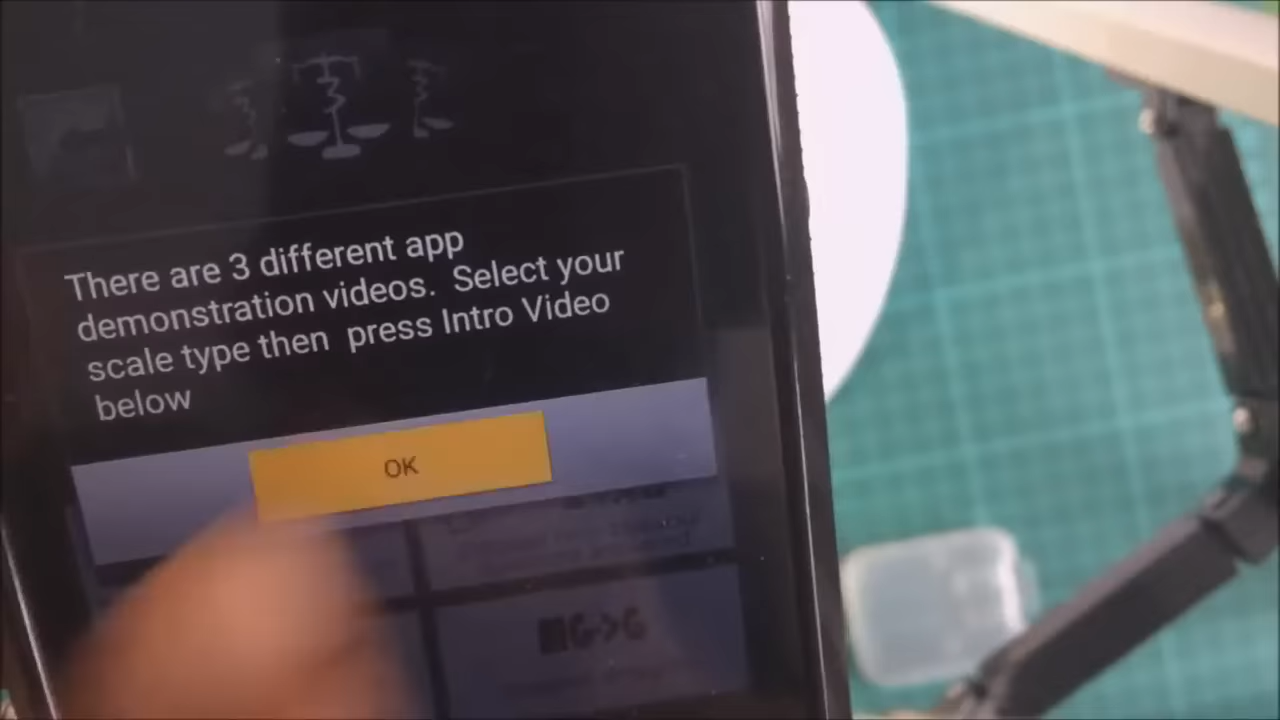 There are 3 different app
demonstration videos.  Select your
scale type then  press Intro Video
below
OK